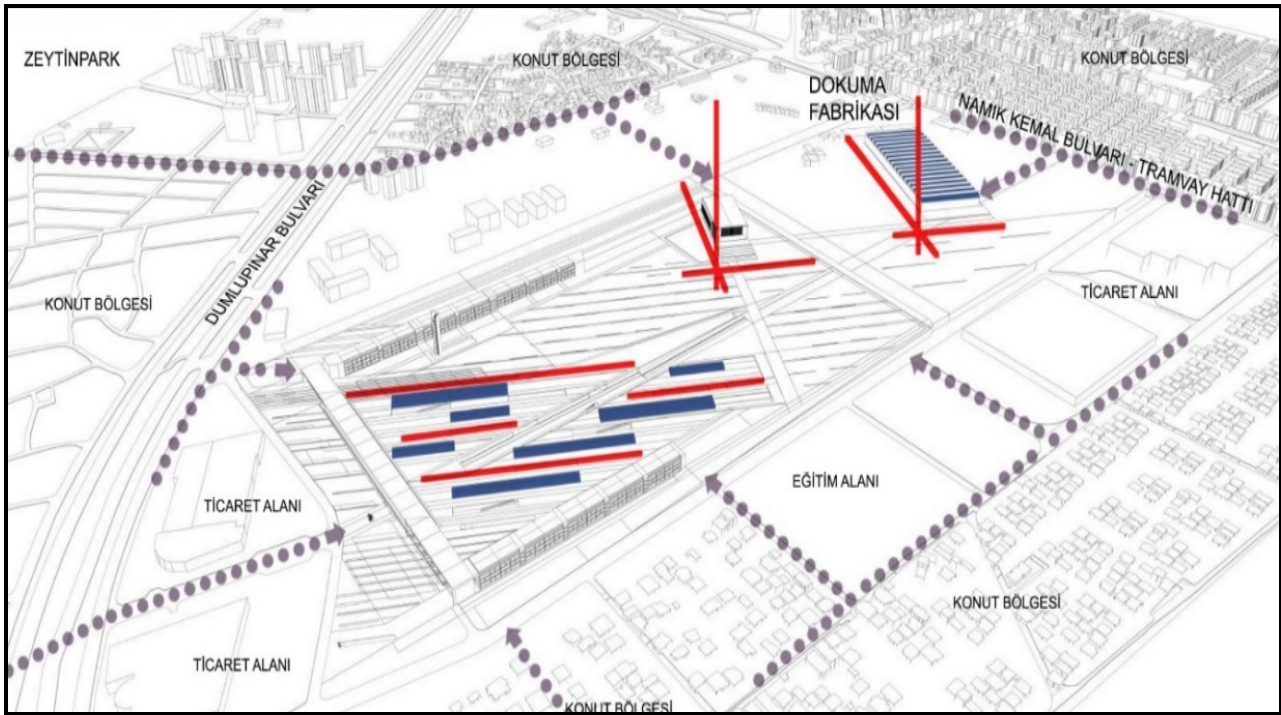 ZEYTİNPARK
KONUT BÖLGESİ
KONUT BÖLGESİ
DOKUMA
FABRİKASI
NAMIK KEMAL BULVARI - TRAMVAY HATTI
DUMLUPINAR BULVARI
KONUT BÖLGESİ
TİCARET ALANI
EĞİTİM ALANI
TİCARET ALANI
KONUT BÖLGESİ
TİCARET ALANI
KONUT BÖLGESİ